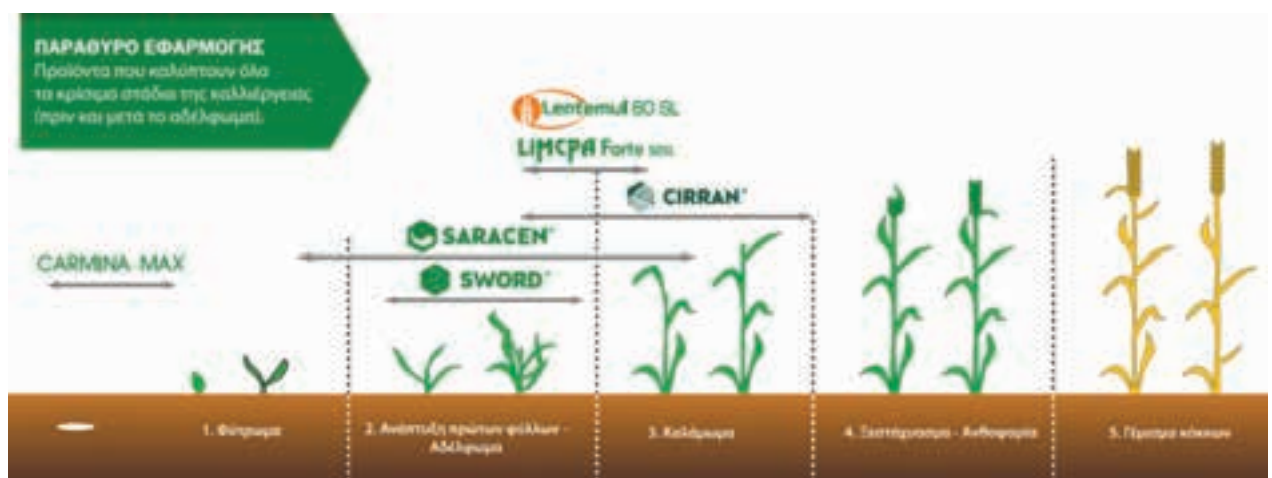 ΠΑΡΑΘΥΡΟ ΕΦΑΡΜΟΓΗΣ
Προϊόντα που καλύπτουν όλα
τα κρίσιμα στάδια της καλλιέργειας
(πριν και μετά το αδέλφωμα).
Lentemul 60 SL
LIMCPA Forte
CIRRAN
SARACEN
CARMINA MAX
SWORD
1. Φύτρωμα
2. Ανάπτυξη πρώτων φύλλων -
Αδέλφωμα
3. Καλάμωμα
4. Ξεστάχυασμα - Ανθοφορία
5. Γέμισμα κόκκων